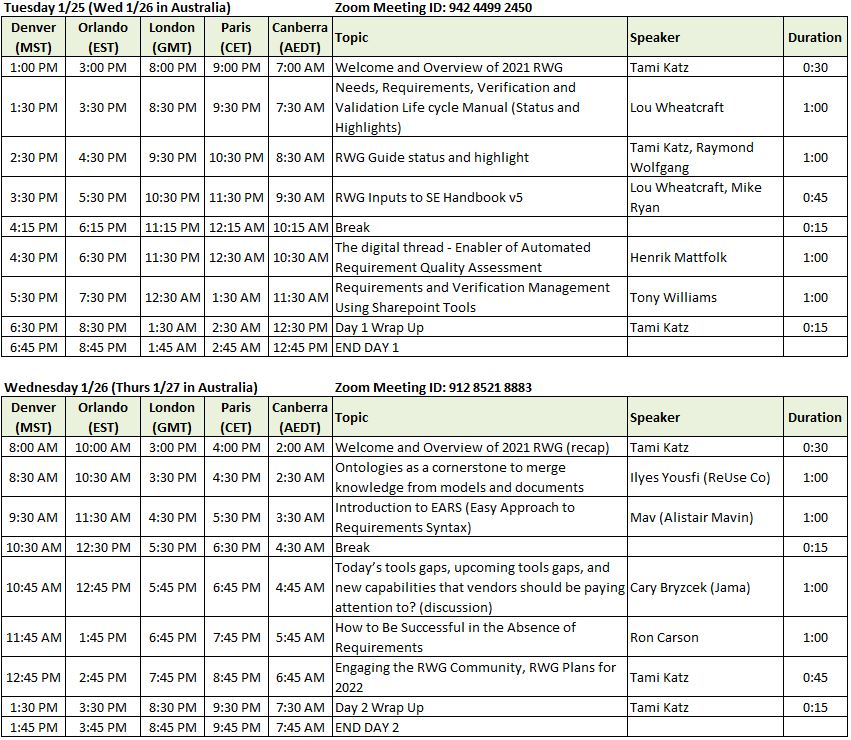 Tuesday 1/25 (Wed 1/26 in Australia) Zoom Meeting ID: 942 4499 2450
Denver (MST) Orlando (EST) London (GMT) Paris (CET) Canberra (AEDT) Topic Speaker Duration
1:00 PM 3:00 PM 8:00 PM 9:00 PM 7:00 AM Welcome and Overview of 2021 RWG Tami Katz 0:30
1:30 PM 3:30 PM 8:30 PM 9:30 PM 7:30 AM Needs, Requirements, Verification and Validation Life cycle Manual (Status and Highlights) Lou Wheatcraft 1:00
2:30 PM 4:30 PM 9:30 PM 10:30 PM 8:30 AM RWG Guide status and highlight Tami Katz, Raymond Wolfgang 1:00
3:30 PM 5:30 PM 10:30 PM 11:30 PM 9:30 AM RWG Inputs to SE Handbook v5 Lou Wheatcraft, Mike Ryan 0:45
4:15 PM 6:15 PM 11:15 PM 12:15 AM 10:15 AM Break 0:15
4:30 PM 6:30 PM 11:30 PM 12:30 AM 10:30 AM The digital thread - Enabler of Automated Requirement Quality Assessment Henrik Mattfolk 1:00
5:30 PM 7:30 PM 12:30 AM 1:30 AM 11:30 AM Requirements and Verification Management Using Sharepoint Tools Tony Williams 1:00
6:30 PM 8:30 PM 1:30 AM 2:30 AM 12:30 PM Day 1 Wrap Up Tami Katz 0:15
6:45 PM 8:45 PM 1:45 AM 2:45 AM 12:45 PM END DAY 1
Wednesday 1/26 (Thurs 1/27 in Australia) Zoom Meeting ID: 912 8521 8883
Denver (MST) Orlando (EST) London (GMT) Paris (CET) Canberra (AEDT) Topic Speaker Duration
8:00 AM 10:00 AM 3:00 PM 4:00 PM 2:00 AM Welcome and Overview of 2021 RWG (recap) Tami Katz 0:30
8:30 AM 10:30 AM 3:30 PM 4:30 PM 2:30 AM Ontologies as a cornerstone to merge knowledge from models and documents Ilyes Yousfi (ReUse Co) 1:00
9:30 AM 11:30 AM 4:30 PM 5:30 PM 3:30 AM Introduction to EARS (Easy Approach to Requirements Syntax) Mav (Alistair Mavin) 1:00
10:30 AM 12:30 PM 5:30 PM 6:30 PM 4:30 AM Break 0:15
10:45 AM 12:45 PM 5:45 PM 6:45 PM 4:45 AM Today's tools gaps, upcoming tools gaps, and new capabilities that vendors should be paying attention to? (discussion) Cary Bryzcek (Jama) 1:00
11:45 AM 1:45 PM 6:45 PM 7:45 PM 5:45 AM How to Be Successful in the Absence of Requirements Ron Carson 1:00
12:45 PM 2:45 PM 7:45 PM 8:45 PM 6:45 AM Engaging the RWG Community, RWG Plans for 2022 Tami Katz 0:45
1:30 PM 3:30 PM 8:30 PM 9:30 PM 7:30 AM Day 2 Wrap Up Tami Katz 0:15
1:45 PM 3:45 PM 8:45 PM 9:45 PM 7:45 AM END DAY 2